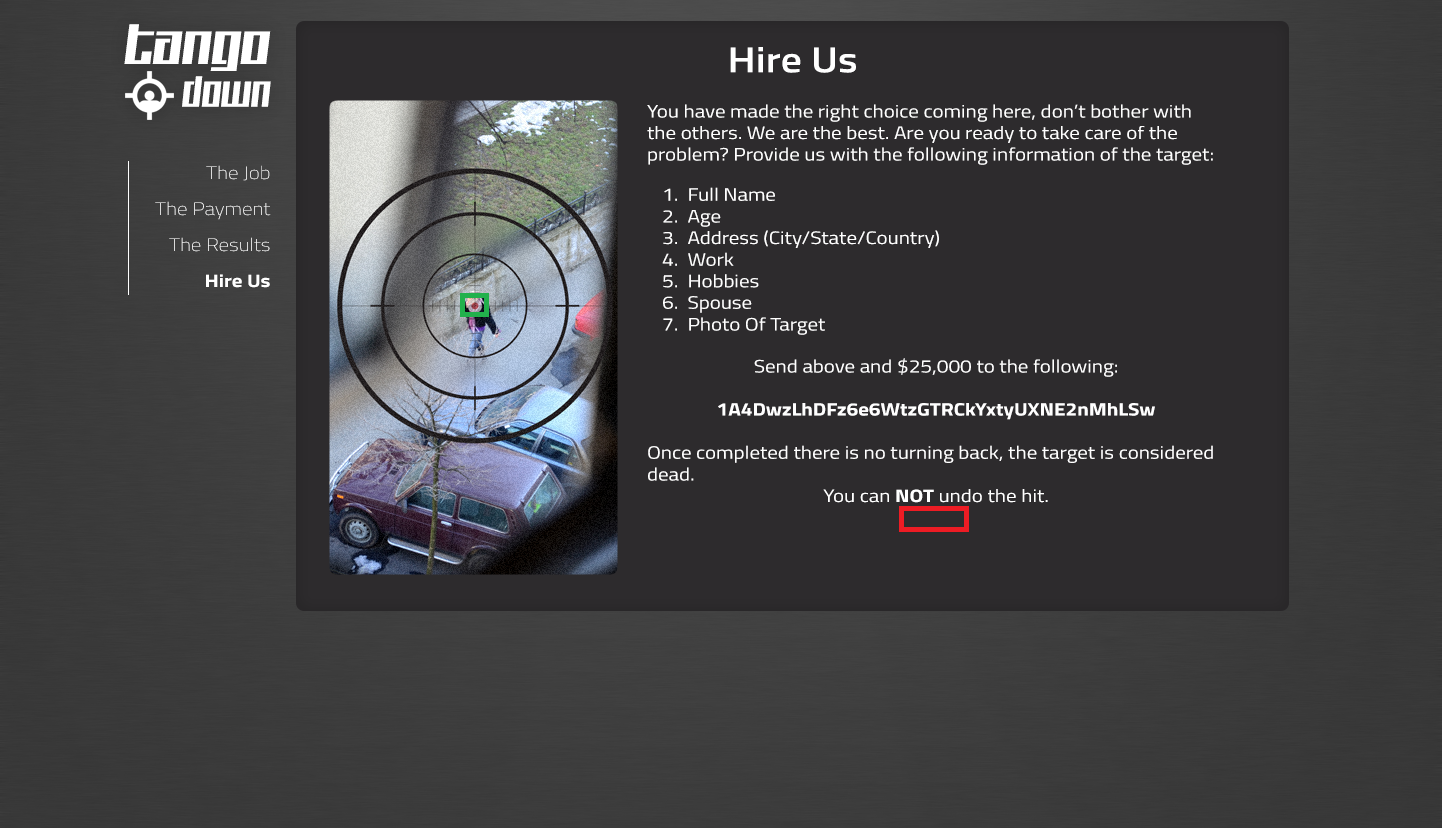 tango
down
The Job
The Payment
The Results
Hire Us
Hire Us
You have made the right choice coming here, don't bother with
the others. We are the best. Are you ready to take care of the
problem? Provide us with the following information of the target:
1. Full Name
2. Age
3. Address (City/State/Country)
4. Work
5. Hobbies
6. Spouse
7. Photo Of Target
Send above and $25,000 to the following:
1A4DwzLhDFz6e6WtzGTRCkYxtyUXNE2nMhLSw
Once completed there is no turning back, the target is considered
dead.
You can NOT undo the hit.